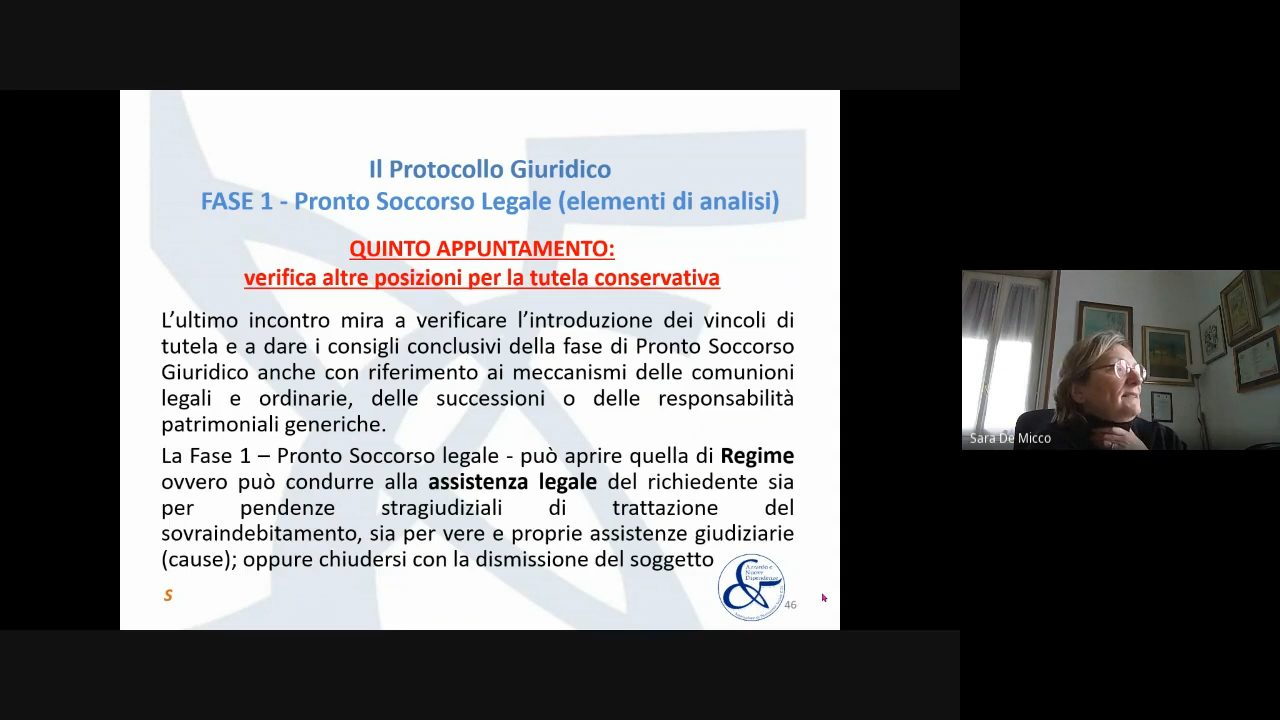 Il Protocollo Giuridico
FASE 1 - Pronto Soccorso Legale (elementi di analisi)
QUINTO APPUNTAMENTO:
verifica altre posizioni per la tutela conservativa
L’ultimo incontro mira a verificare l’introduzione dei vincoli di
tutela e a dare i consigli conclusivi della fase di Pronto Soccorso
Giuridico anche con riferimento ai meccanismi delle comunioni
legali e ordinarie, delle successioni o delle responsabilità
patrimoniali generiche.
La Fase 1 – Pronto Soccorso legale - può aprire quella di Regime
ovvero può condurre alla assistenza legale del richiedente sia
per pendenze stragiudiziali di trattazione del
sovraindebitamento, sia per vere e proprie assistenze giudiziarie
(cause); oppure chiudersi con la dismissione del soggetto
S
Azzardo e
Nuove
Dipendenze
46
Sara De Micco